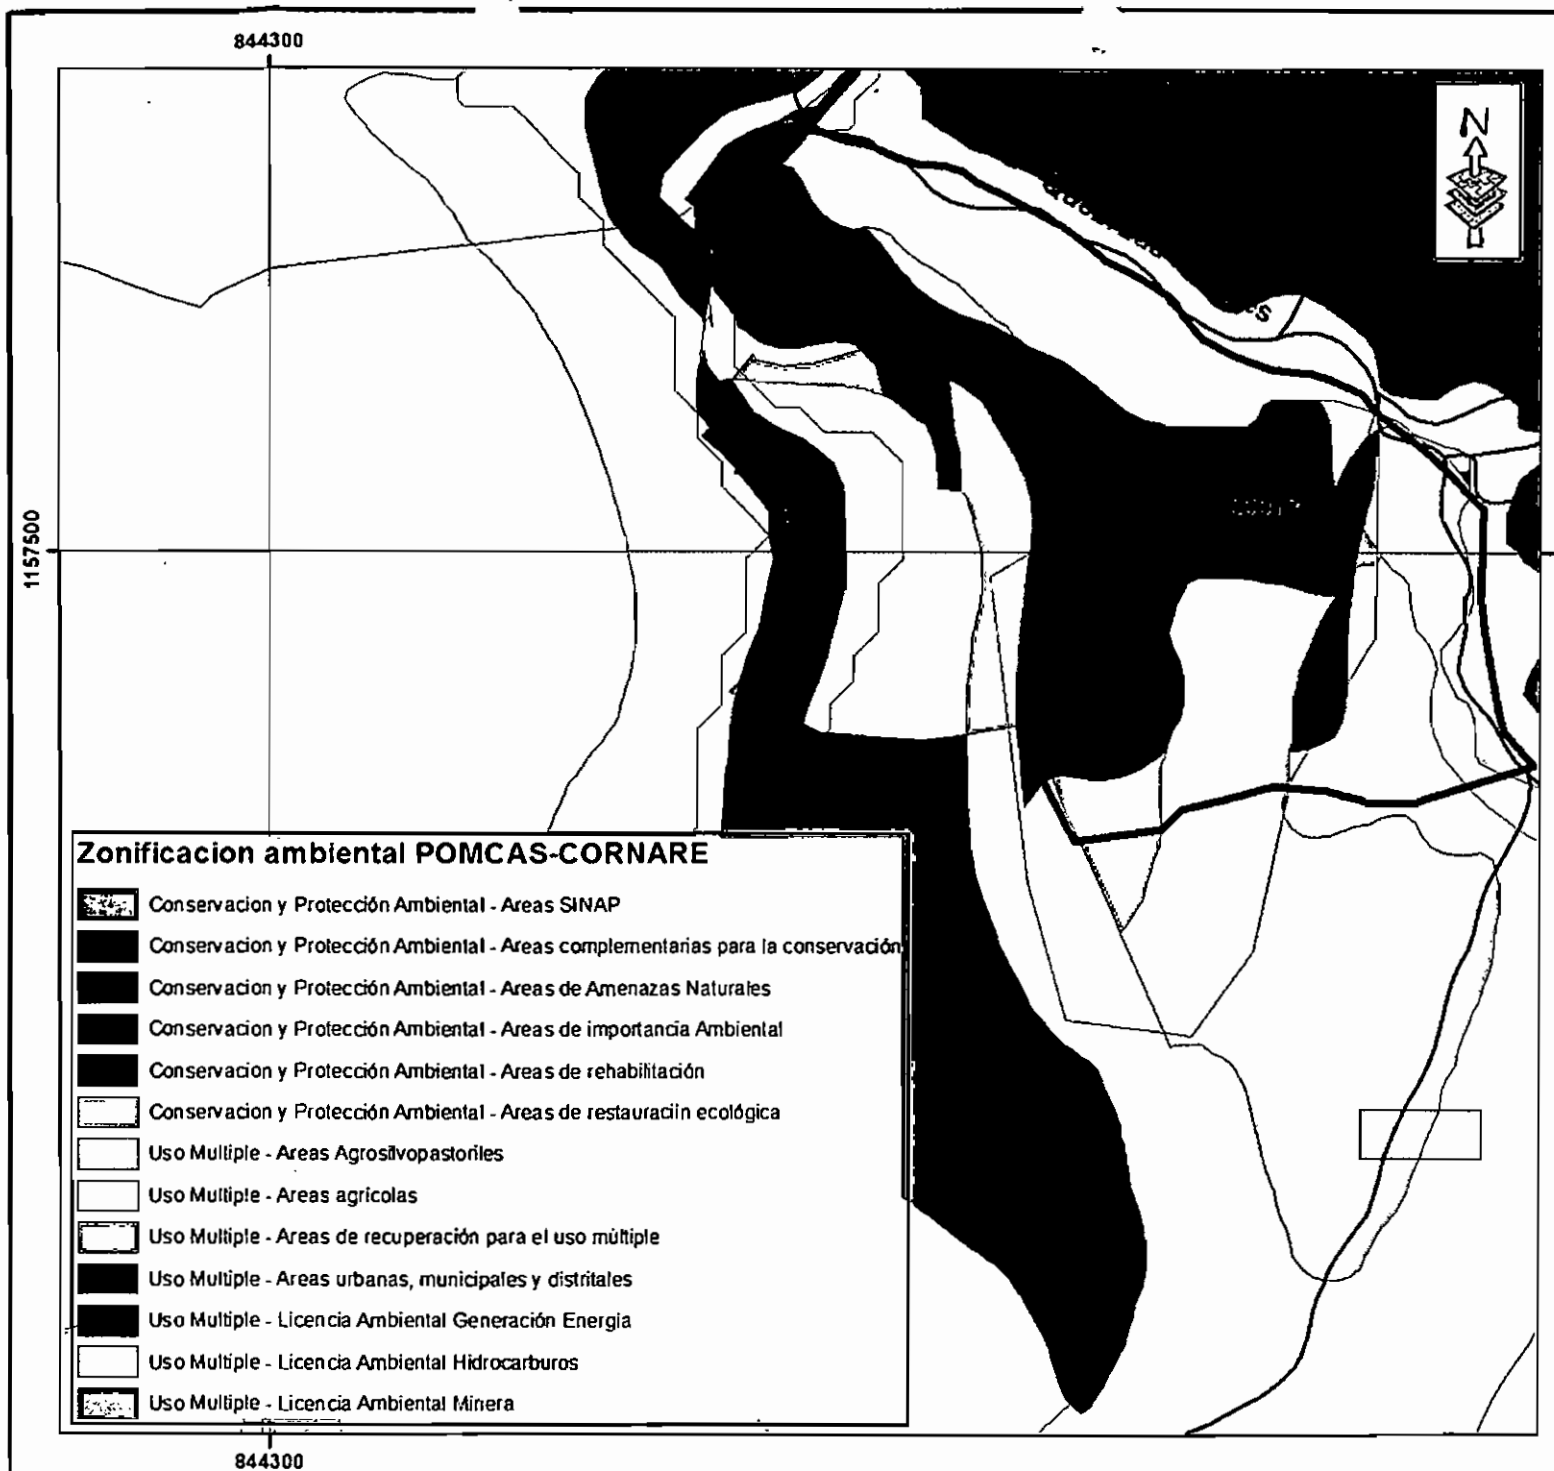 844300
N
1157500
Zonificacion ambiental POMCAS-CORNARE
Conservacion y Protección Ambiental - Areas SINAP
Conservacion y Protección Ambiental - Areas complementarias para la conservación
Conservacion y Protección Ambiental - Areas de Amenazas Naturales
Conservacion y Protección Ambiental - Areas de importancia Ambiental
Conservacion y Protección Ambiental - Areas de rehabilitación
Conservacion y Protección Ambiental - Areas de restauraciín ecológica
Uso Multiple - Areas Agrosilvopastoriles
Uso Multiple - Areas agrícolas
Uso Multiple - Areas de recuperación para el uso múltiple
Uso Multiple - Areas urbanas, municipales y distritales
Uso Multiple - Licencia Ambiental Generación Energia
Uso Multiple - Licencia Ambiental Hidrocarburos
Uso Multiple - Licencia Ambiental Minera
844300